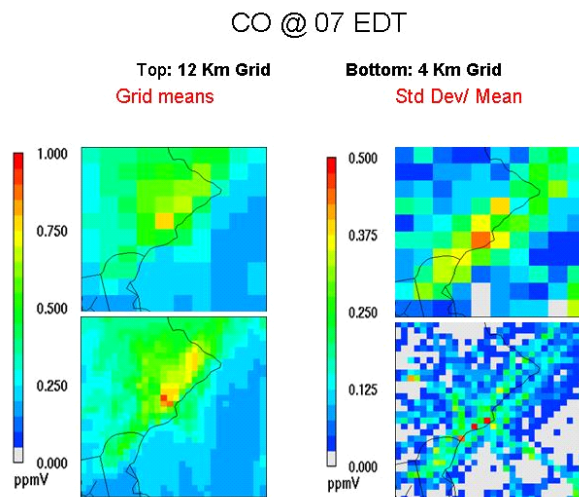 CO @ 07 EDT
Top: 12 Km Grid Bottom: 4 Km Grid
Grid means Std Dev/ Mean
1.000 0.500
0.750 0.375
0.500 0.250
0.250 0.125
0.000 0.000
ppmV ppmV